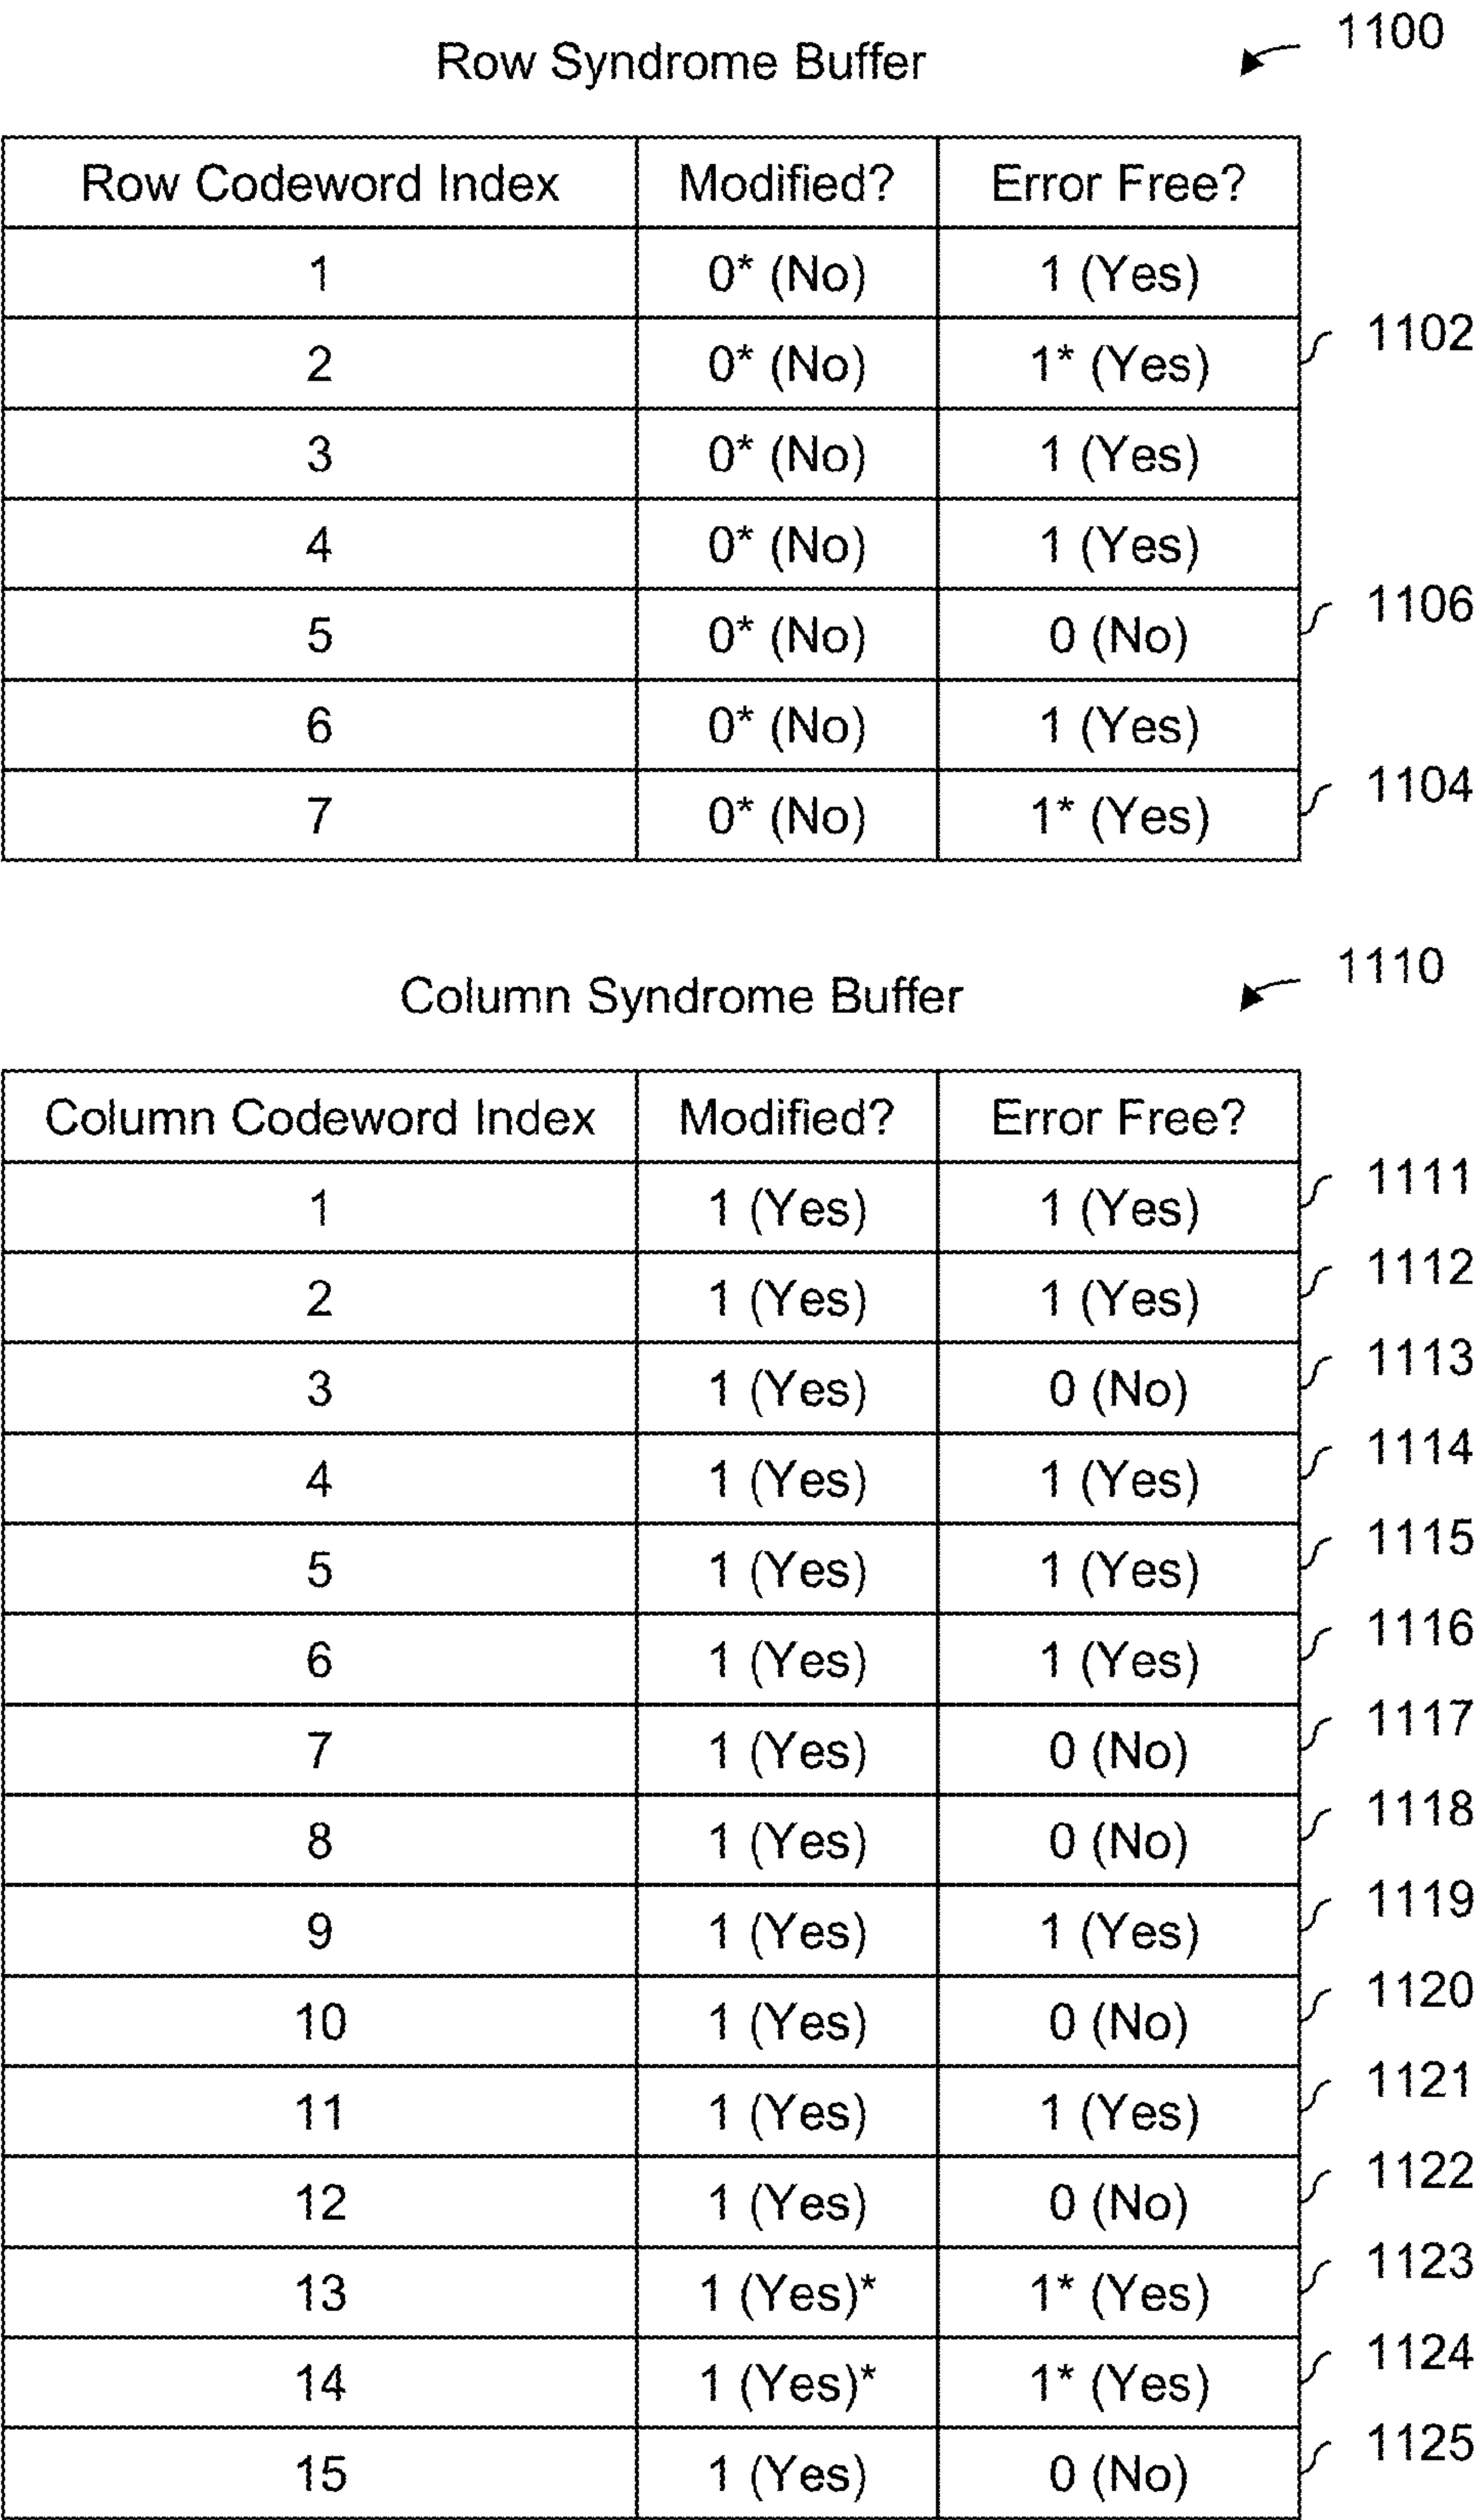 Row Syndrome Buffer 1100
Row Codeword Index Modified? Error Free?
1 0* (No) 1 (Yes)
2 0* (No) 1* (Yes) 1102
3 0* (No) 1 (Yes)
4 0* (No) 1 (Yes)
5 0* (No) 0 (No) 1106
6 0* (No) 1 (Yes)
7 0* (No) 1* (Yes) 1104
Column Syndrome Buffer 1110
Column Codeword Index Modified? Error Free?
1 1 (Yes) 1 (Yes) 1111
2 1 (Yes) 1 (Yes) 1112
3 1 (Yes) 0 (No) 1113
4 1 (Yes) 1 (Yes) 1114
5 1 (Yes) 1 (Yes) 1115
6 1 (Yes) 1 (Yes) 1116
7 1 (Yes) 0 (No) 1117
8 1 (Yes) 0 (No) 1118
9 1 (Yes) 1 (Yes) 1119
10 1 (Yes) 0 (No) 1120
11 1 (Yes) 1 (Yes) 1121
12 1 (Yes) 0 (No) 1122
13 1 (Yes)* 1* (Yes) 1123
14 1 (Yes)* 1* (Yes) 1124
15 1 (Yes) 0 (No) 1125